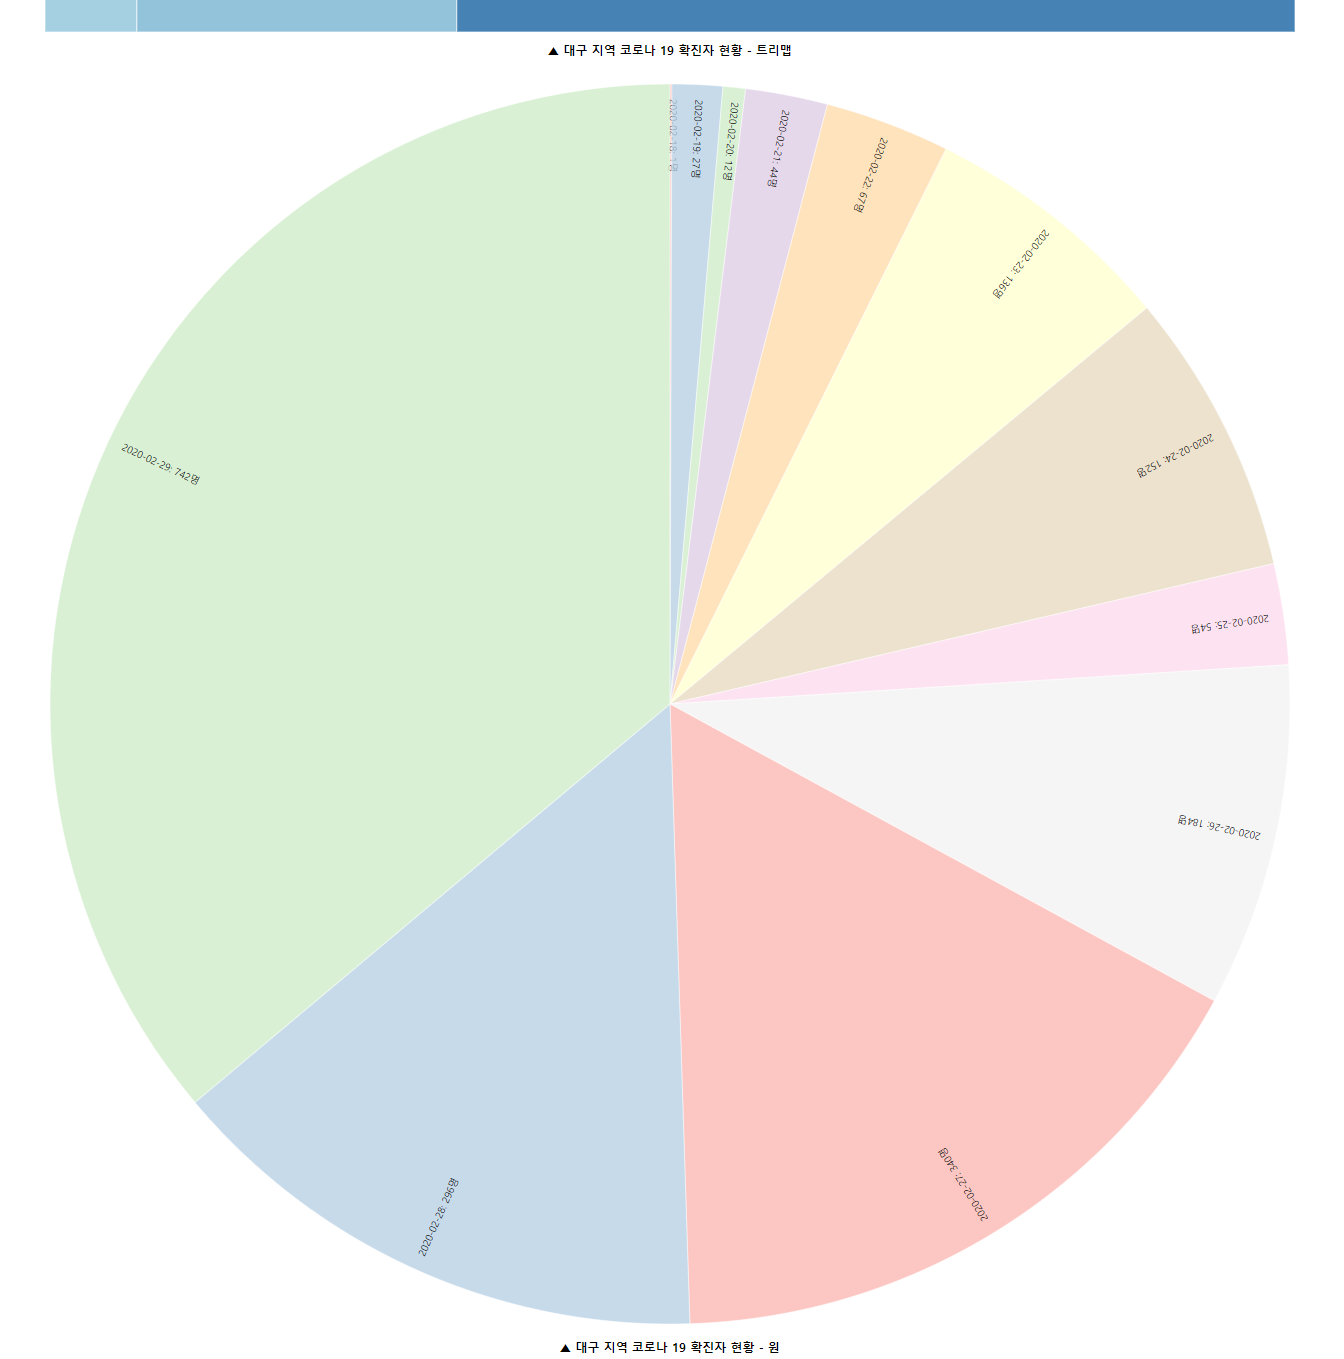 ▲ 대구 지역 코로나 19 확진자 현황 - 트리맵
2020-02-18: 1명
2020-02-19: 27명
2020-02-20: 12명
2020-02-21: 44명
2020-02-22: 67명
2020-02-23: 136명
2020-02-24: 152명
2020-02-25: 54명
2020-02-26: 184명
2020-02-27: 340명
2020-02-28: 296명
2020-02-29: 742명
▲ 대구 지역 코로나 19 확진자 현황 - 원